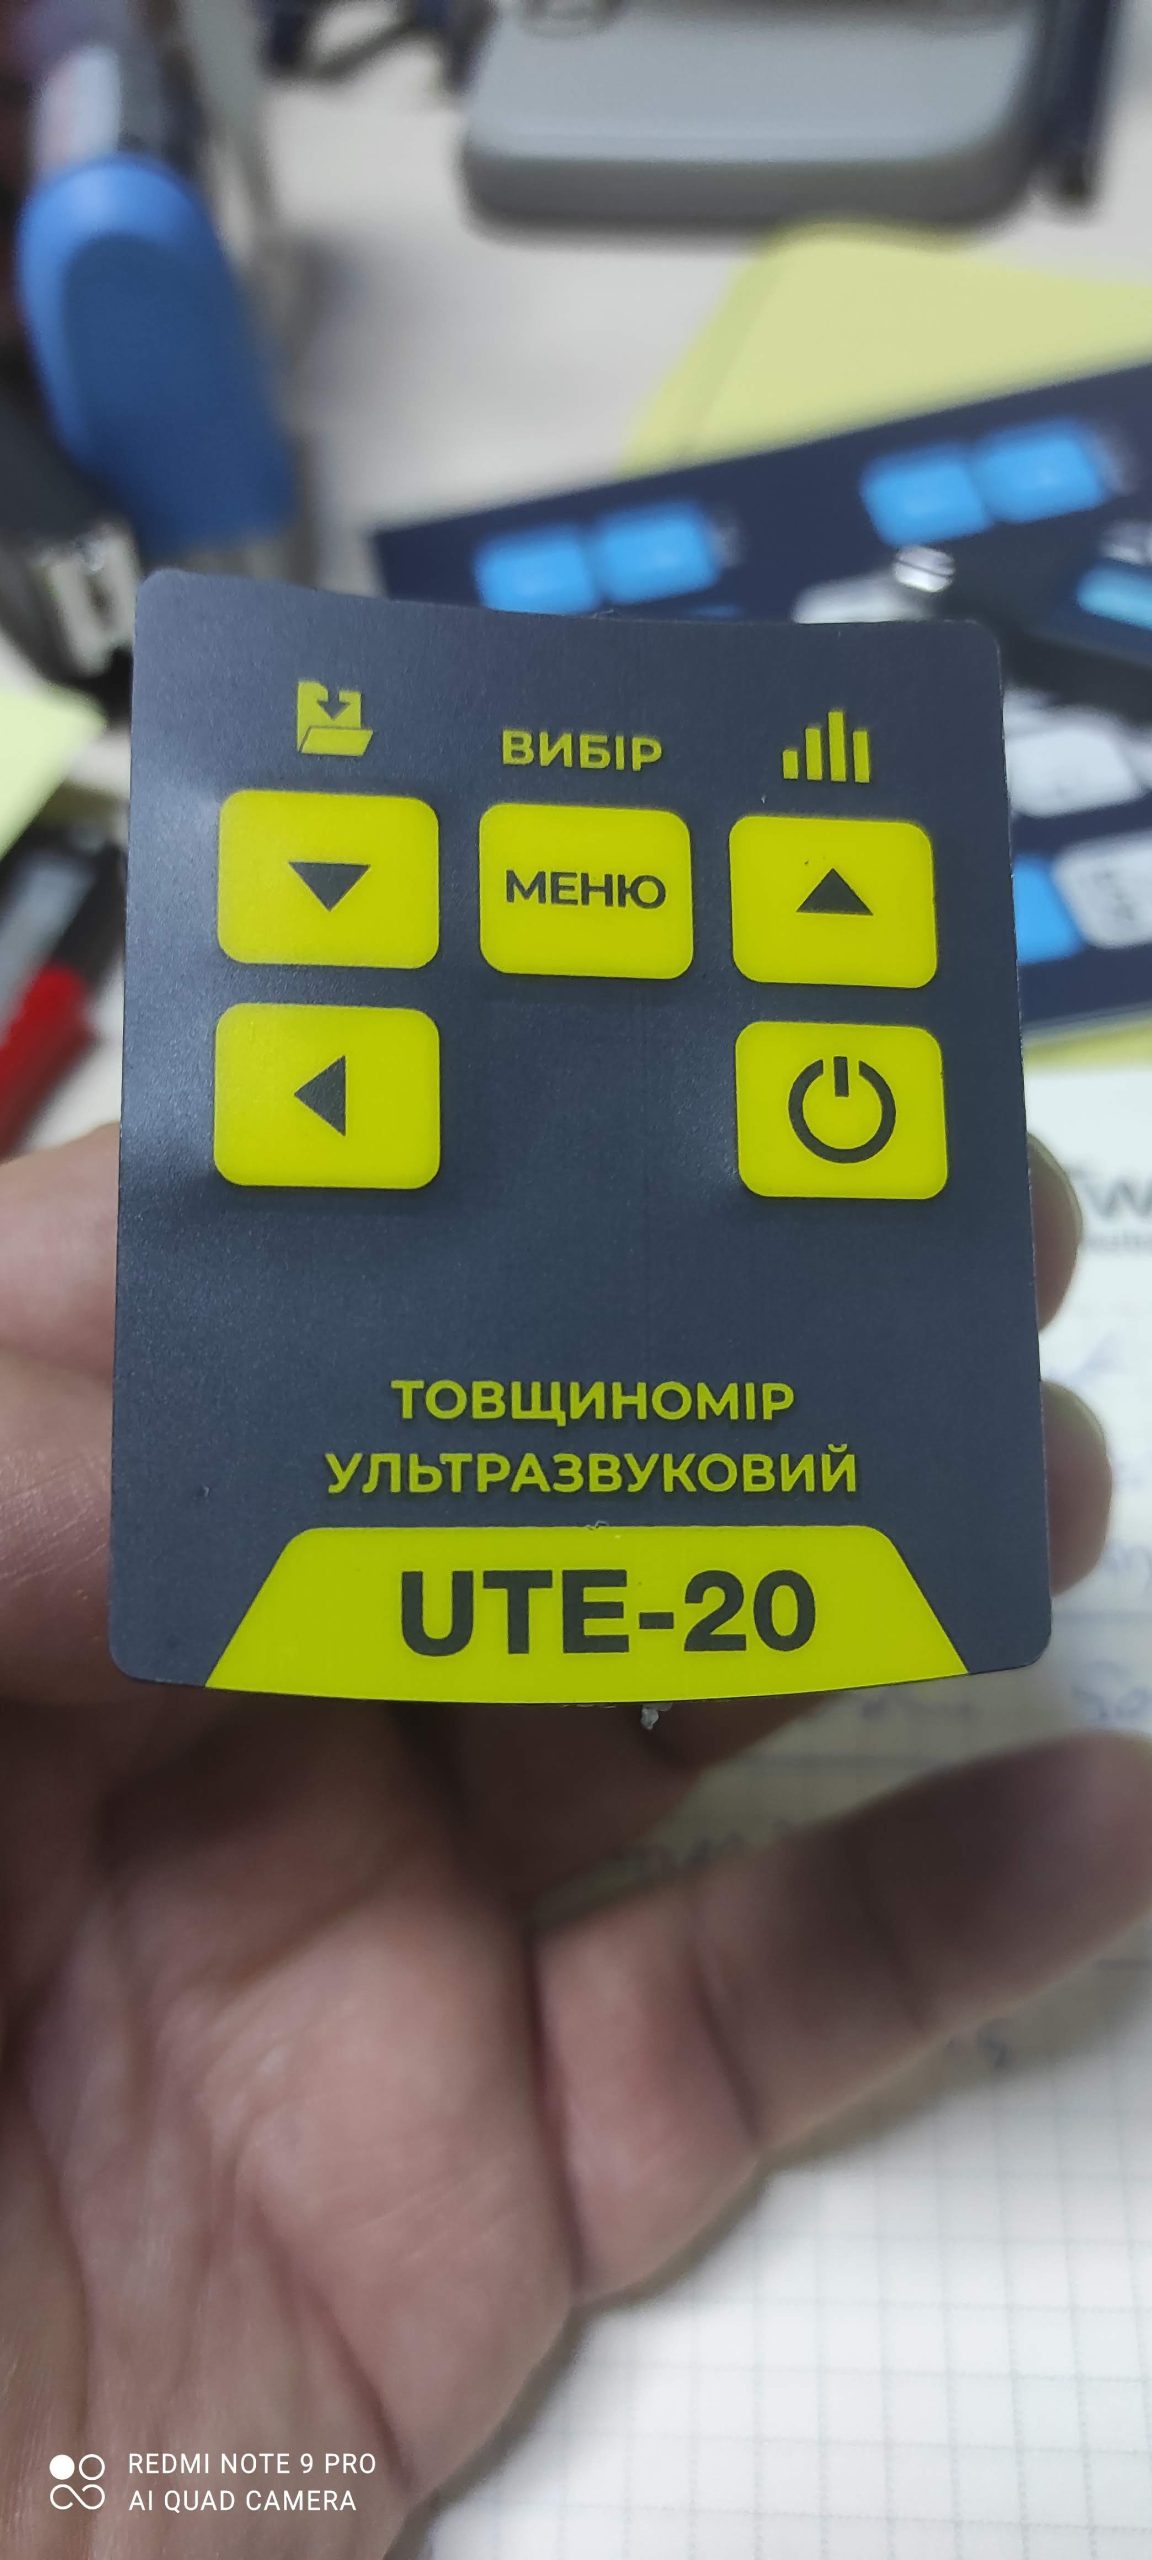 ВИБІР
МЕНЮ
ТОВЩИНОМІР
УЛЬТРАЗВУКОВИЙ
UTE-20
REDMI NOTE 9 PRO
AI QUAD CAMERA